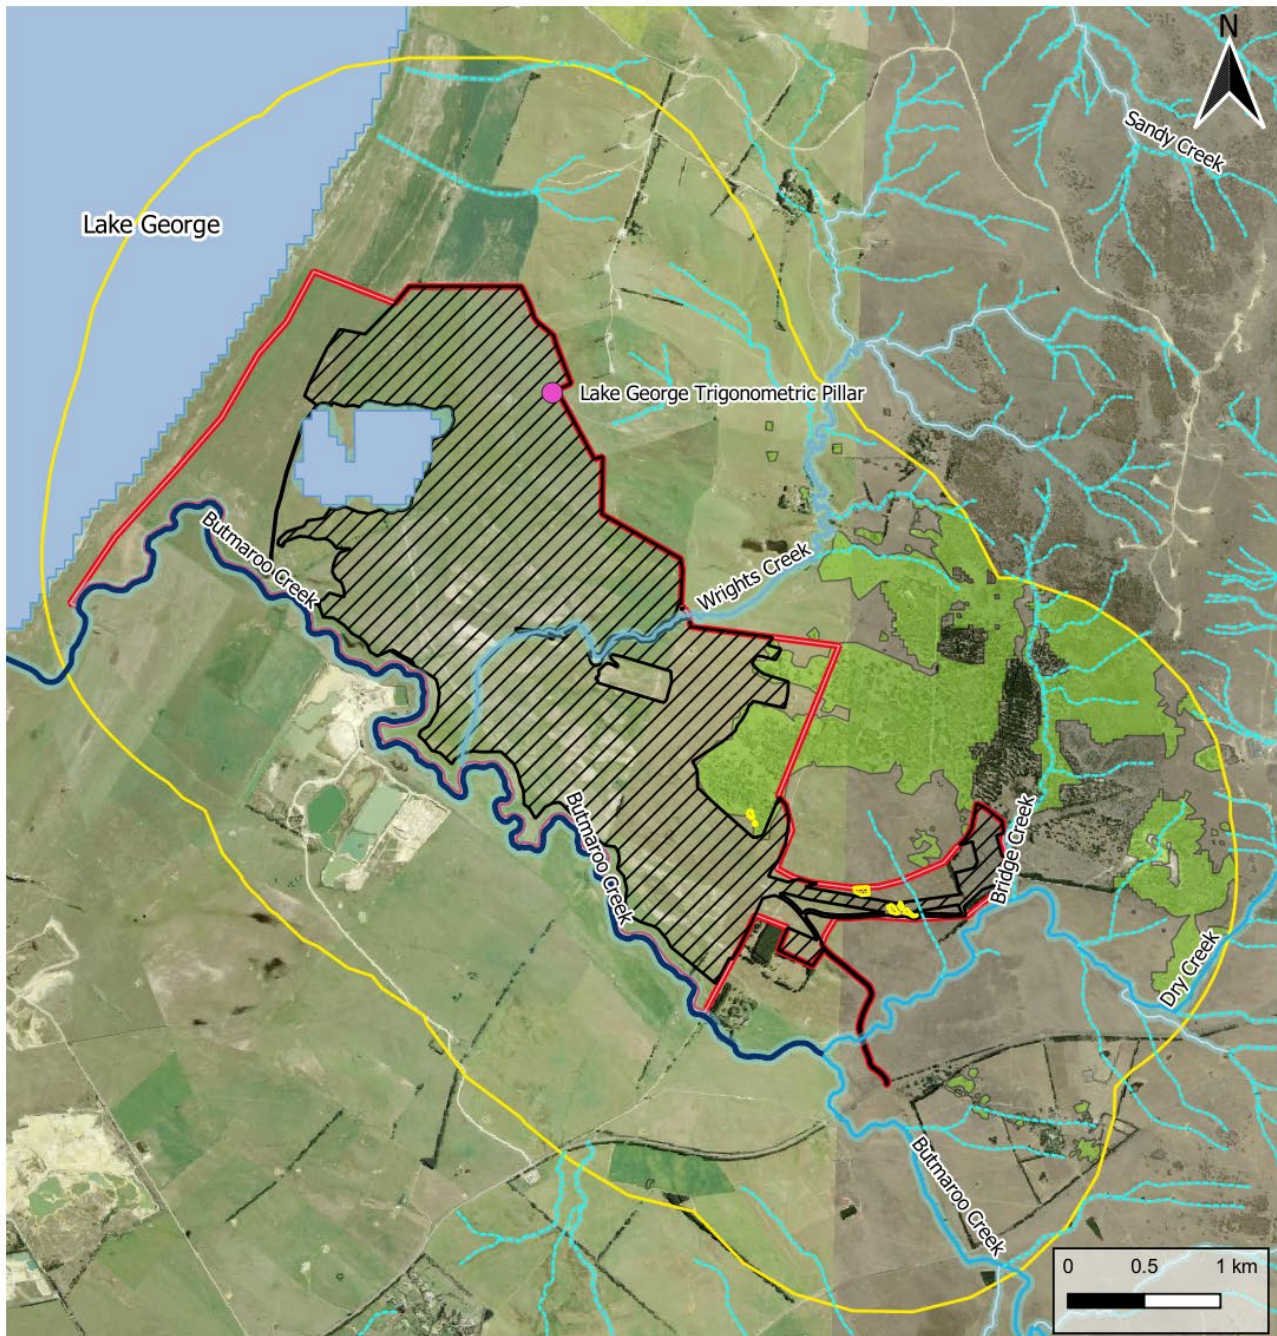 N
Sandy Creek
Lake George
Lake George Trigonometric Pillar
Butmaroo Creek
Wrights Creek
Butmaroo Creek
Bridge Creek
Dry Creek
Butmaroo Creek
0 0.5 1 km